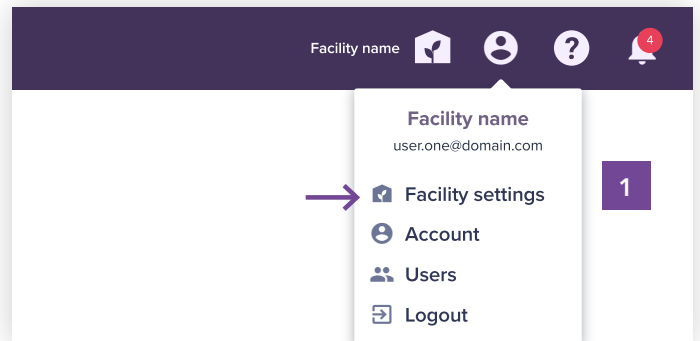 Facility name
?
4
Facility name
user.one@domain.com
Facility settings
1
Account
Users
Logout